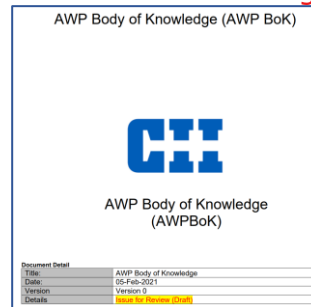 AWP Body of Knowledge (AWP BoK)
CII
AWP Body of Knowledge
(AWPBoK)
Document Detail
Title: AWP Body of Knowledge
Date: 05-Feb-2021
Version Version 0
Details Issue for Review (Draft)